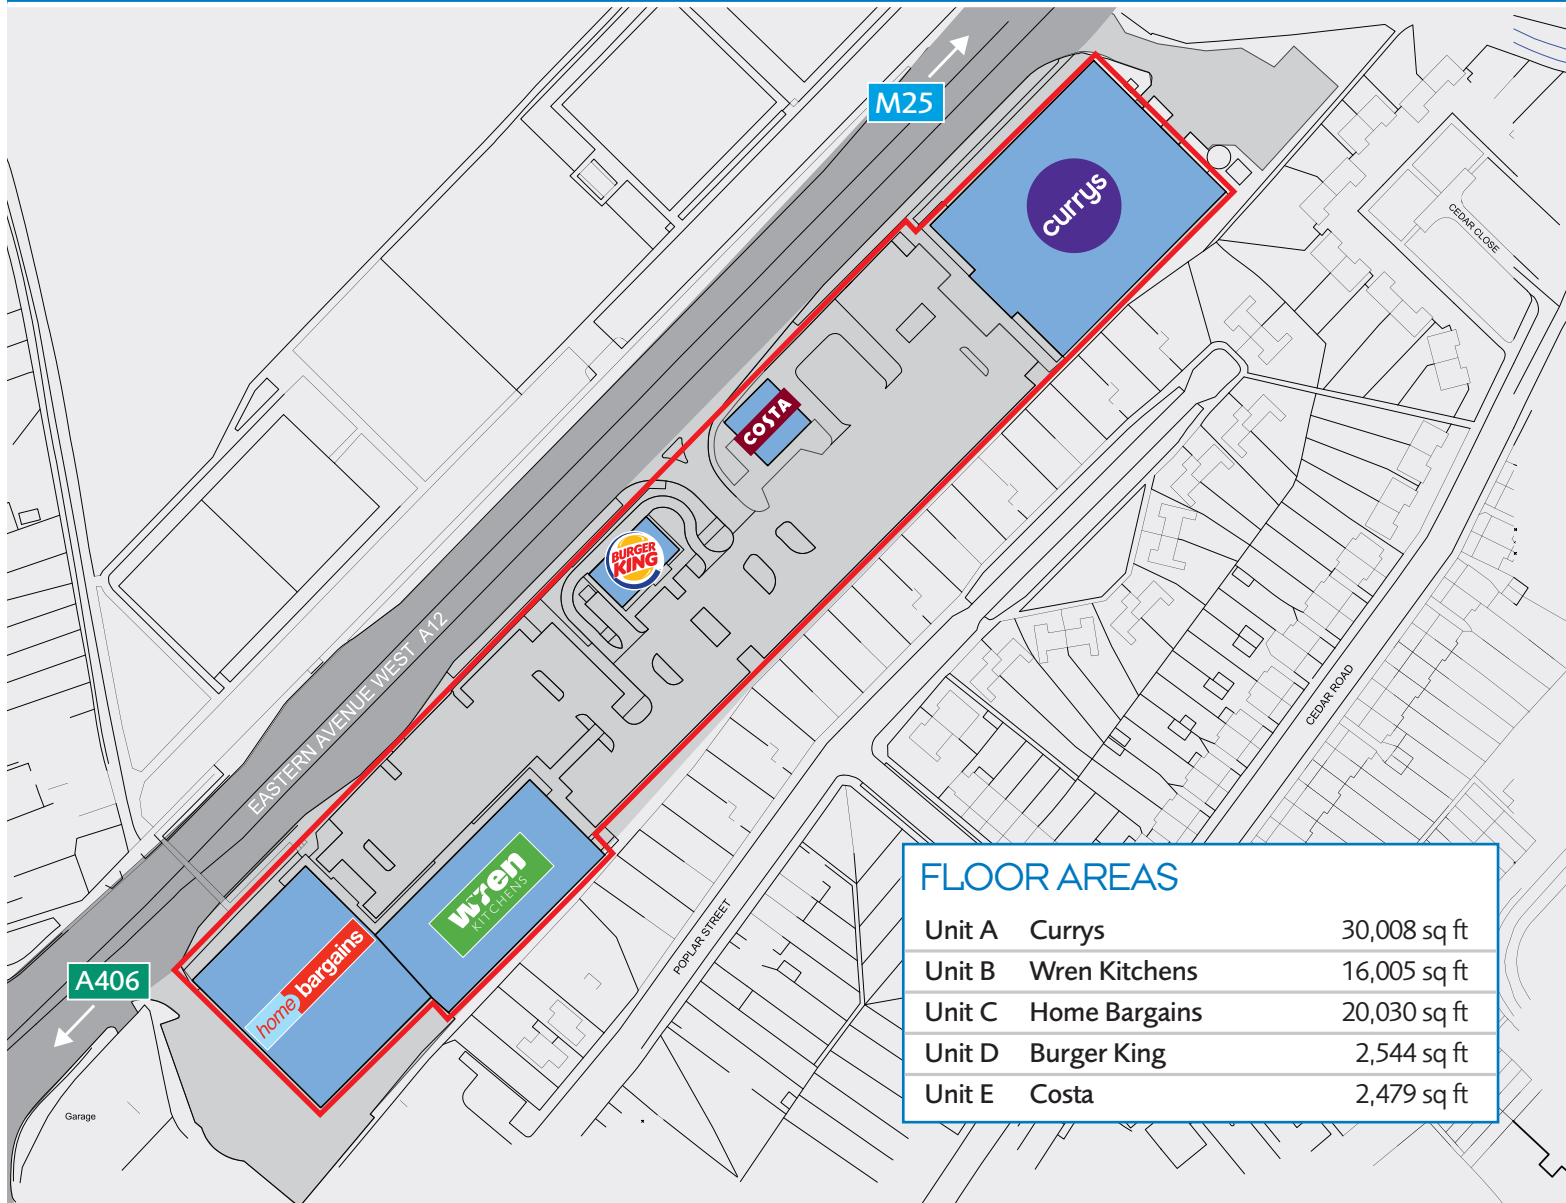 M25
currys
CEDAR CLOSE
COSTA
BURGER
KING
EASTERN AVENUE WEST A12
CEDAR ROAD
wren
KITCHENS
POPLAR STREET
home bargains
A406
Garage
FLOOR AREAS
Unit A Currys 30,008 sq ft
Unit B Wren Kitchens 16,005 sq ft
Unit C Home Bargains 20,030 sq ft
Unit D Burger King 2,544 sq ft
Unit E Costa 2,479 sq ft